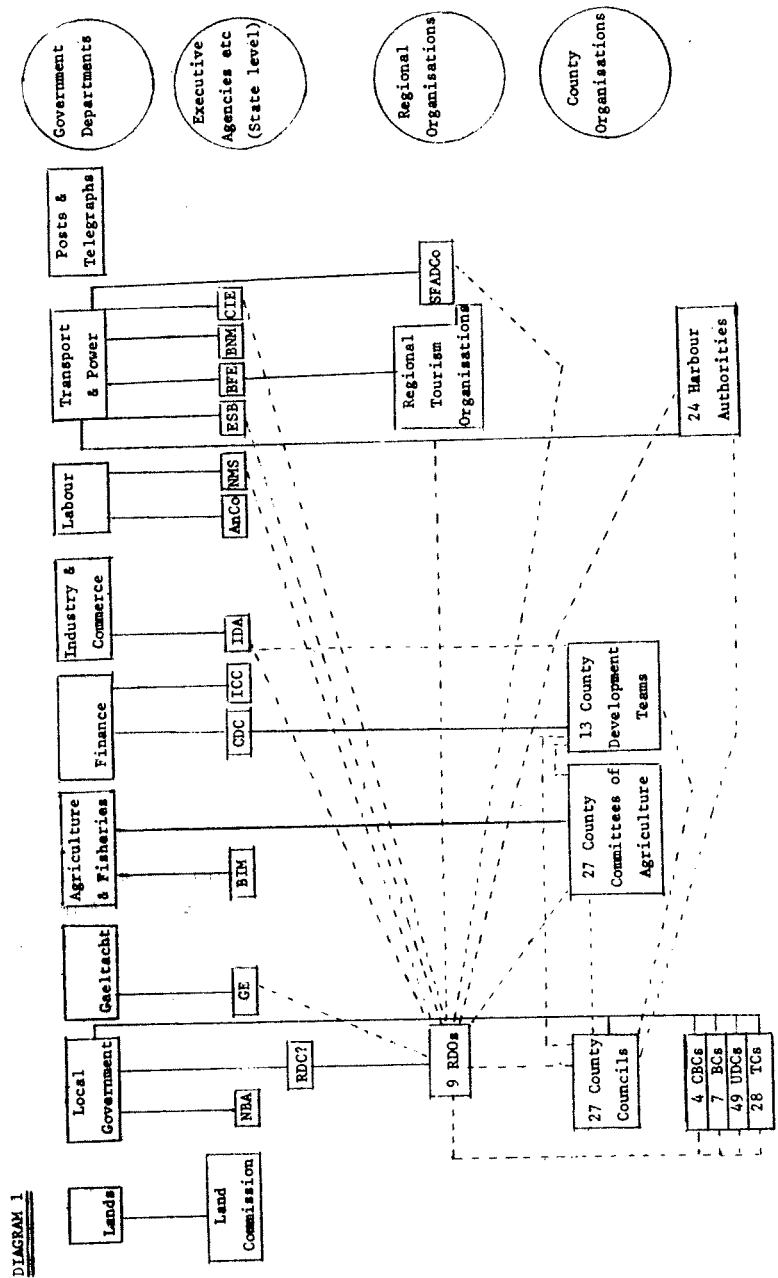 DIAGRAM 1
Lands
Local
Government
Gaeltacht
Agriculture
& Fisheries
Finance
Industry &
Commerce
Labour
Transport
& Power
Posts &
Telegraphs
Government
Departments
Land
Commission
NBA
RDC?
GE
BIM
CDC
ICC
IDA
AnCo
NMS
ESB
BFE
BNM
CIE
Executive
Agencies etc
(State level)
9 RDOs
Regional
Tourism
Organisations
SFADCo
Regional
Organisations
27 County
Councils
27 County
Committees of
Agriculture
13 County
Development
Teams
County
Organisations
4 CBCs
7 BCs
49 UDCs
28 TCs
24 Harbour
Authorities